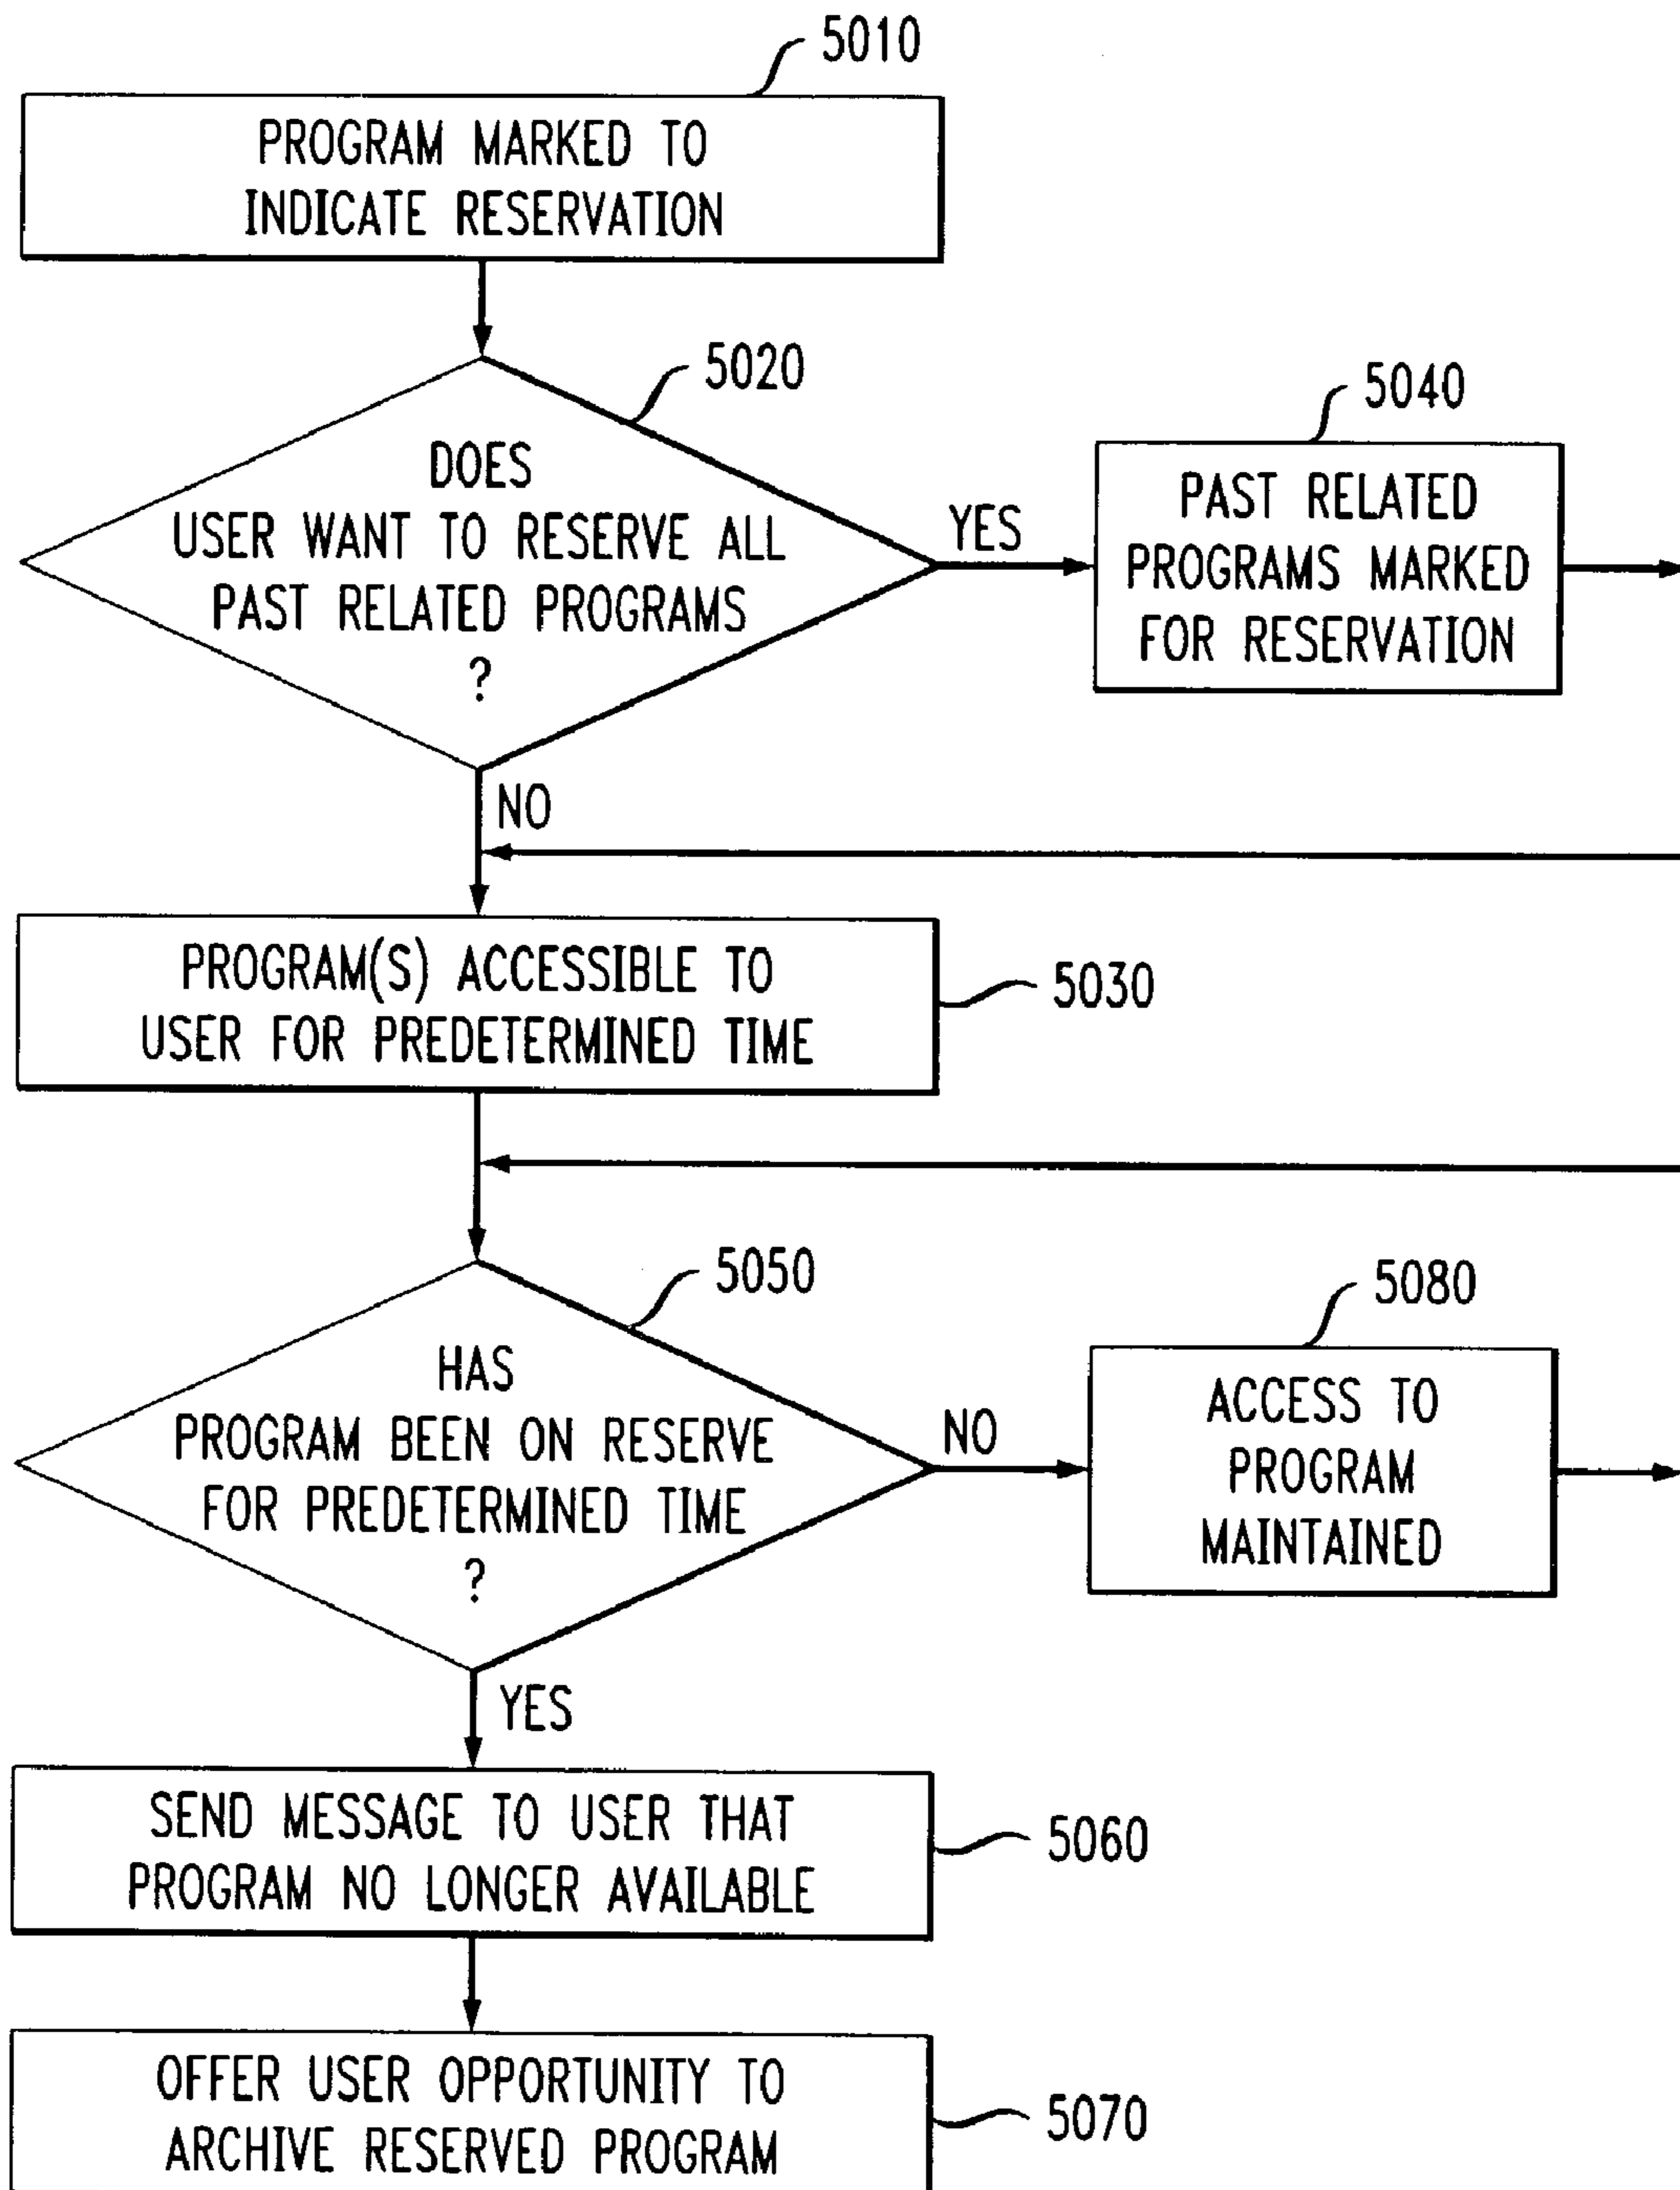 5010
PROGRAM MARKED TO
INDICATE RESERVATION
5020
DOES
USER WANT TO RESERVE ALL
PAST RELATED PROGRAMS
?
YES
5040
PAST RELATED
PROGRAMS MARKED
FOR RESERVATION
NO
PROGRAM(S) ACCESSIBLE TO
USER FOR PREDETERMINED TIME
5030
5050
HAS
PROGRAM BEEN ON RESERVE
FOR PREDETERMINED TIME
?
NO
5080
ACCESS TO
PROGRAM
MAINTAINED
YES
SEND MESSAGE TO USER THAT
PROGRAM NO LONGER AVAILABLE
5060
OFFER USER OPPORTUNITY TO
ARCHIVE RESERVED PROGRAM
5070